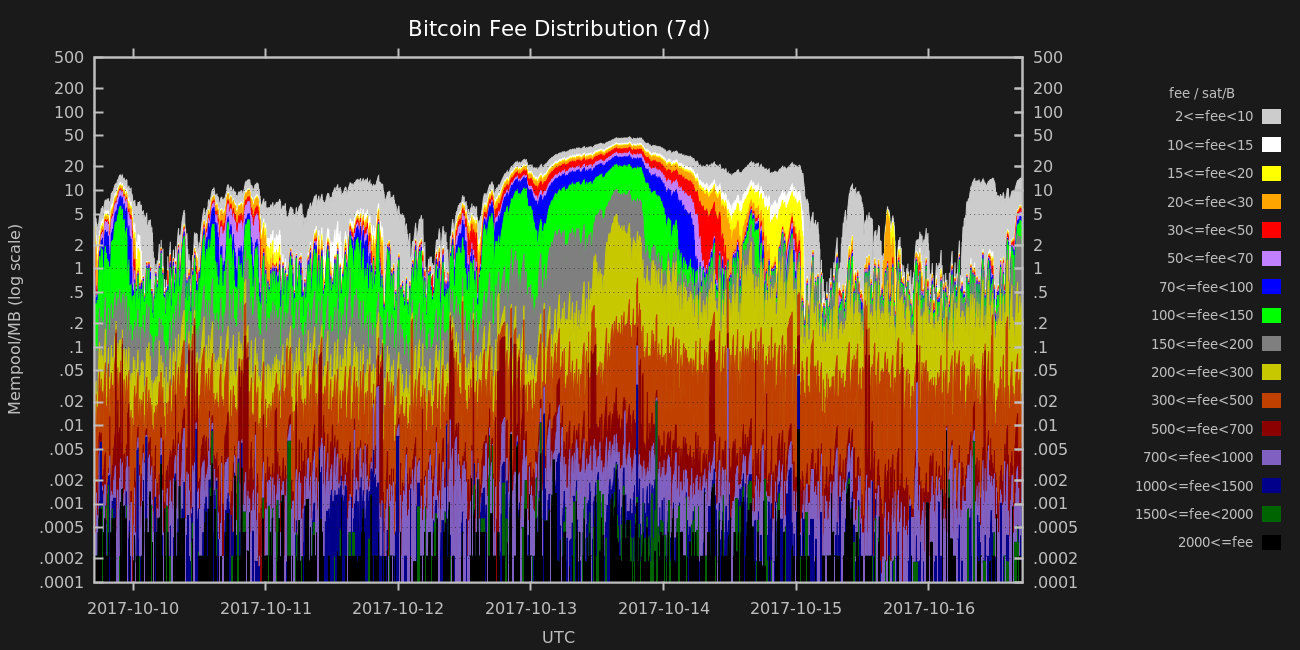 Bitcoin Fee Distribution (7d)
500 500
200 200
100 100
50 50
20 20
10 10
5 5
2 2
1 1
.5 .5
.2 .2
.1 .1
.05 .05
.02 .02
.01 .01
.005 .005
.002 .002
.001 .001
.0005 .0005
.0002 .0002
.0001 .0001
Mempool/MB (log scale)
2017-10-10 2017-10-11 2017-10-12 2017-10-13 2017-10-14 2017-10-15 2017-10-16
UTC
fee / sat/B
2<=fee<10
10<=fee<15
15<=fee<20
20<=fee<30
30<=fee<50
50<=fee<70
70<=fee<100
100<=fee<150
150<=fee<200
200<=fee<300
300<=fee<500
500<=fee<700
700<=fee<1000
1000<=fee<1500
1500<=fee<2000
2000<=fee